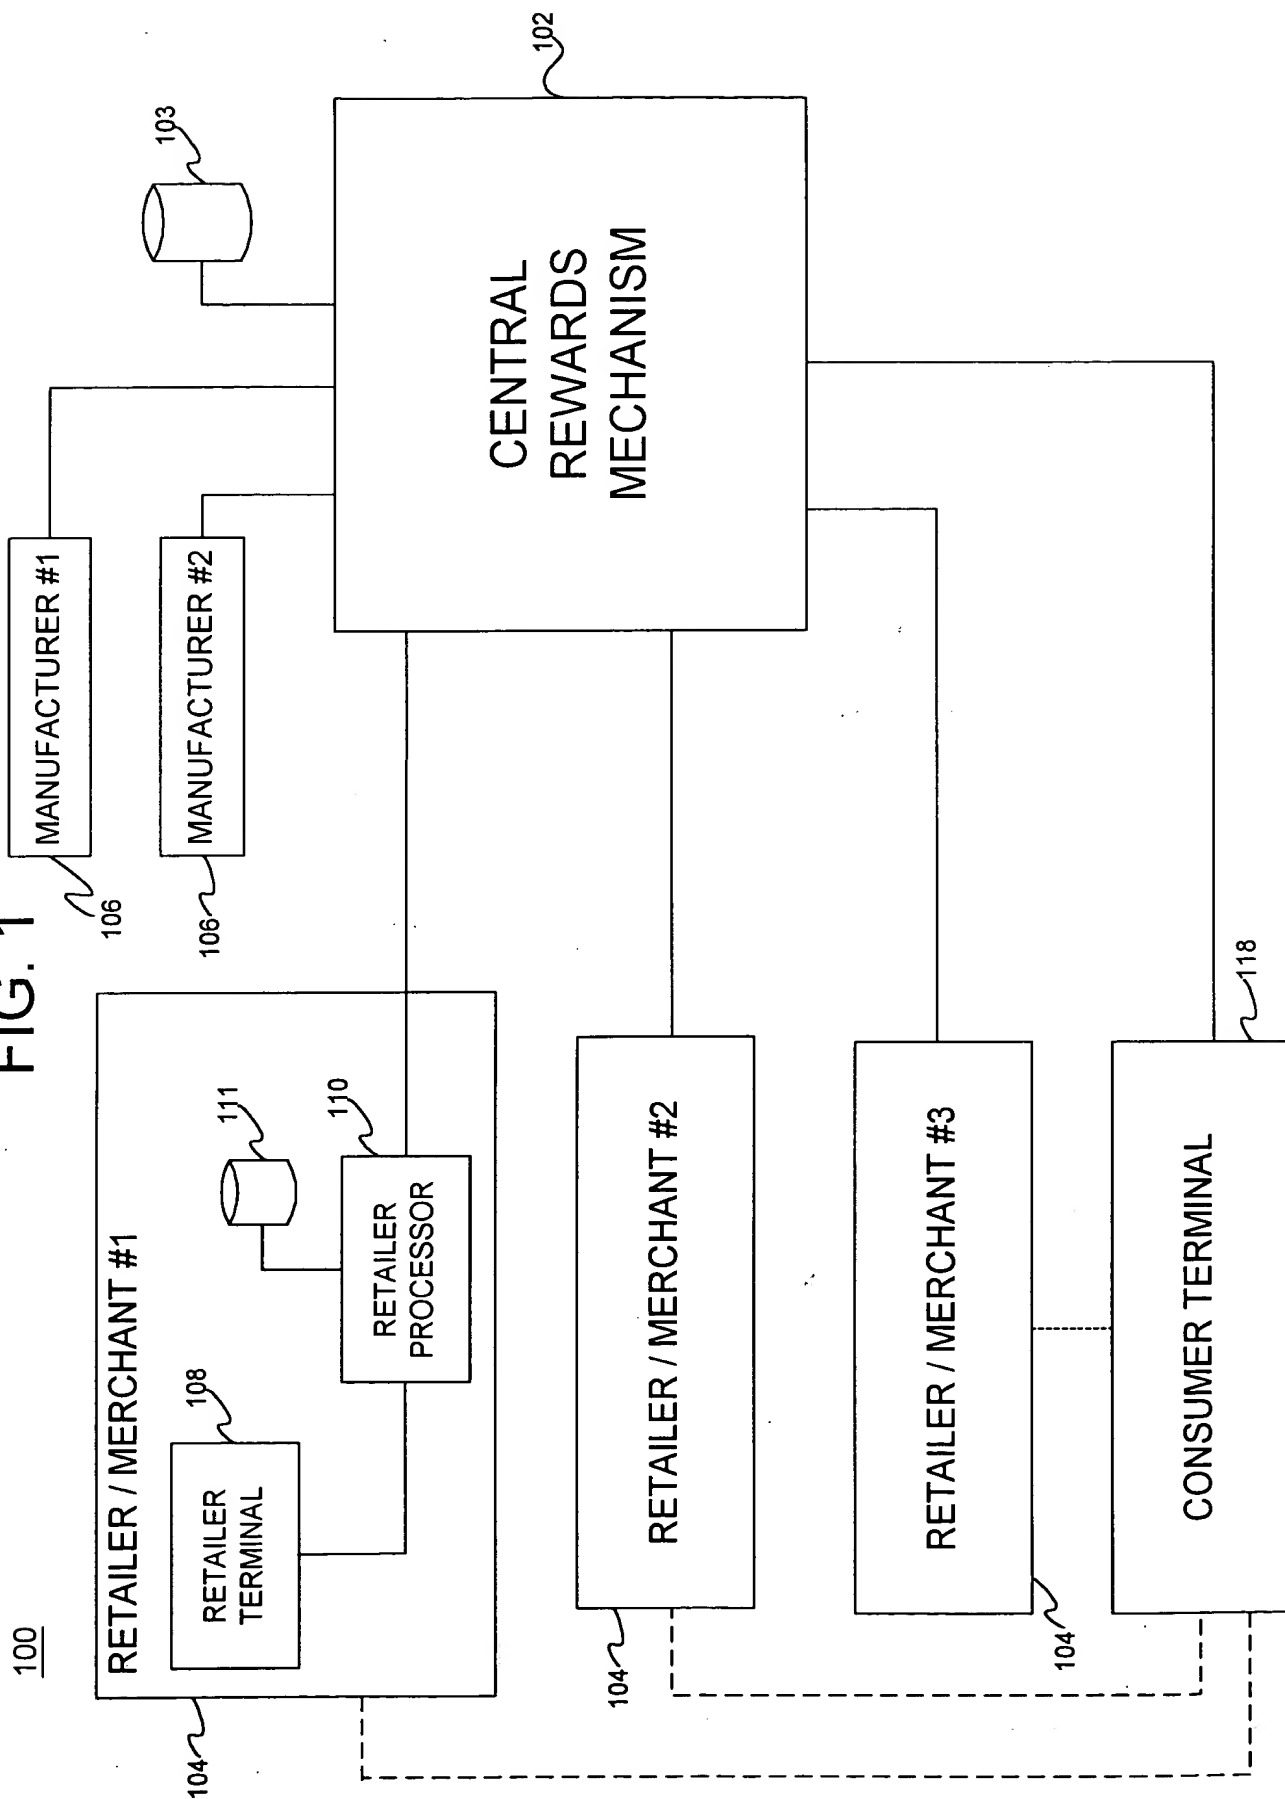 FIG. 1
100
RETAILER / MERCHANT #1
104
RETAILER
TERMINAL
108
RETAILER
PROCESSOR
110
111
MANUFACTURER #1
106
MANUFACTURER #2
106
103
CENTRAL
REWARDS
MECHANISM
102
RETAILER / MERCHANT #2
104
RETAILER / MERCHANT #3
104
CONSUMER TERMINAL
118